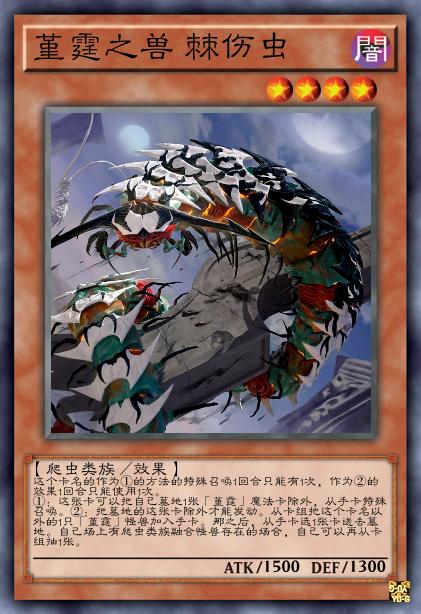 堇霆之兽 棘伤虫
闇
【爬虫类族／效果】
这个卡名的作为①的方法的特殊召唤1回合只能有1次，作为②的
效果1回合只能使用1次。
①：这张卡可以把自己墓地1张「堇霆」魔法卡除外，从手卡特殊
召唤。②：把墓地的这张卡除外才能发动。从卡组把这个卡名以
外的1只「堇霆」怪兽加入手卡。那之后，从手卡选1张卡送去墓
地。自己场上有爬虫类族融合怪兽存在的场合，自己可以再从卡
组抽1张。
ATK/1500 DEF/1300